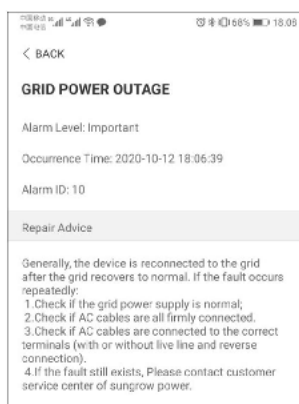 68% 18:08
< BACK
GRID POWER OUTAGE
Alarm Level: Important
Occurrence Time: 2020-10-12 18:06:39
Alarm ID: 10
Repair Advice
Generally, the device is reconnected to the grid
after the grid recovers to normal. If the fault occurs
repeatedly:
1.Check if the grid power supply is normal;
2.Check if AC cables are all firmly connected.
3.Check if AC cables are connected to the correct
terminals (with or without live line and reverse
connection).
4.If the fault still exists, Please contact customer
service center of sungrow power.